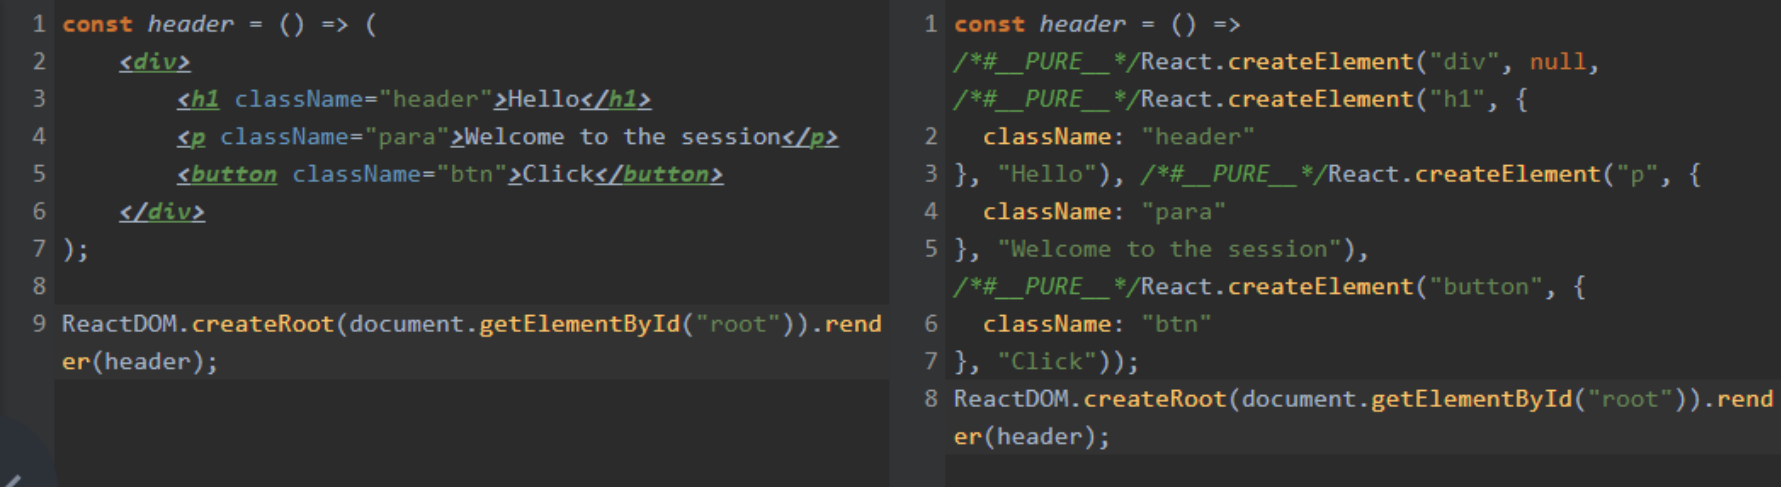 1 const header = () => (
2     <div>
3         <h1 className="header">Hello</h1>
4         <p className="para">Welcome to the session</p>
5         <button className="btn">Click</button>
6     </div>
7 );
8
9 ReactDOM.createRoot(document.getElementById("root")).rend
er(header);
1 const header = () =>
/*#__PURE__*/React.createElement("div", null,
/*#__PURE__*/React.createElement("h1", {
2   className: "header"
3 }, "Hello"), /*#__PURE__*/React.createElement("p", {
4   className: "para"
5 }, "Welcome to the session"),
/*#__PURE__*/React.createElement("button", {
6   className: "btn"
7 }, "Click"));
8 ReactDOM.createRoot(document.getElementById("root")).rend
er(header);